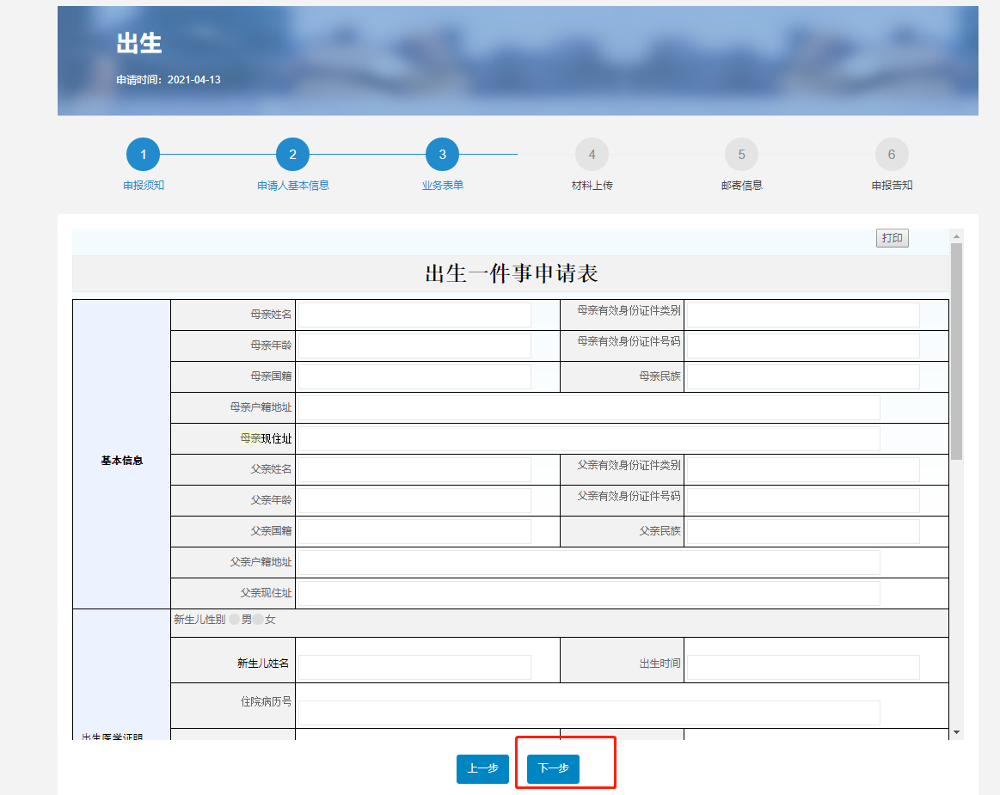 出生
申请时间：2021-04-13
1 2 3 4 5 6
申报须知 申请人基本信息 业务表单 材料上传 邮寄信息 申报告知
打印
出生一件事申请表
基本信息
母亲姓名 母亲有效身份证件类别
母亲年龄 母亲有效身份证件号码
母亲国籍 母亲民族
母亲户籍地址
母亲现住址
父亲姓名 父亲有效身份证件类别
父亲年龄 父亲有效身份证件号码
父亲国籍 父亲民族
父亲户籍地址
父亲现住址
新生儿性别 男 女
新生儿姓名 出生时间
住院病历号
出生医学证明
上一步 下一步